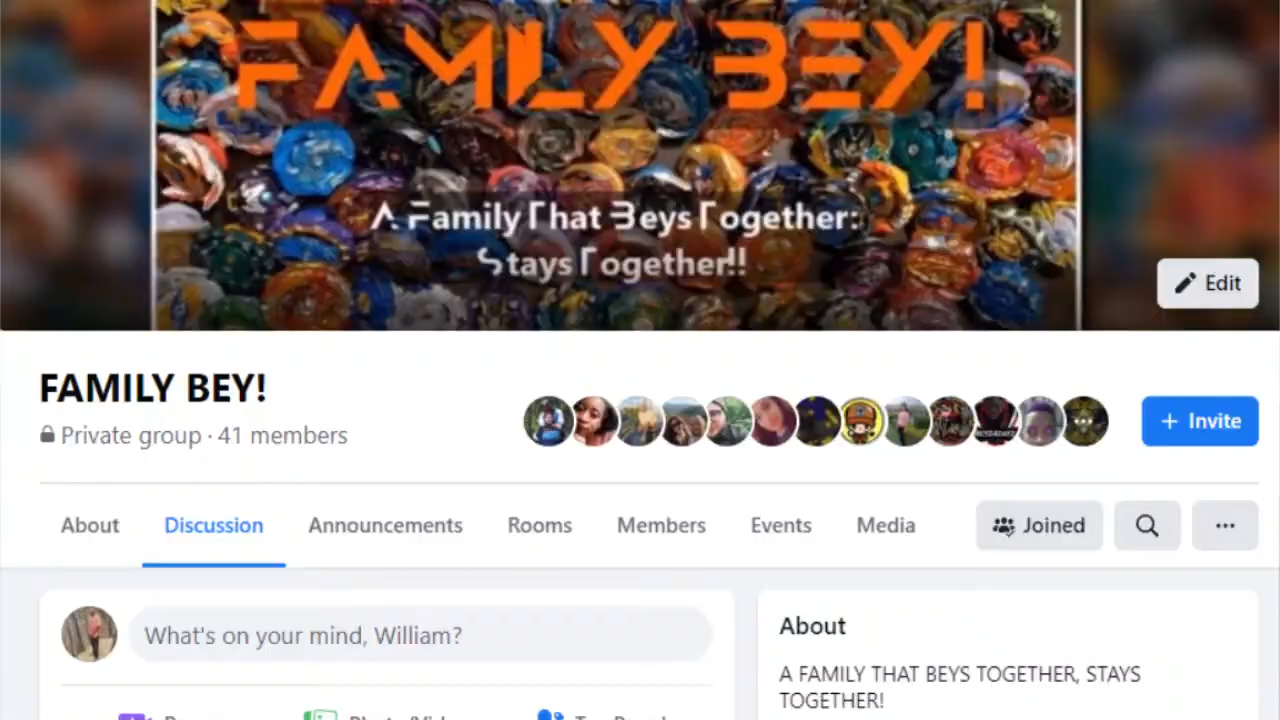 FAMILY BEY!
A Family That Beys Together:
Stays Together!!
Edit
FAMILY BEY!
Private group · 41 members
+ Invite
About
Discussion
Announcements
Rooms
Members
Events
Media
Joined
What's on your mind, William?
About
A FAMILY THAT BEYS TOGETHER, STAYS
TOGETHER!